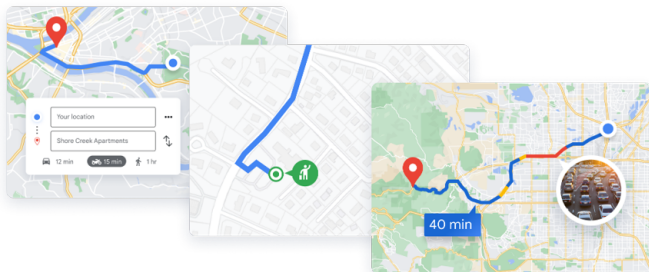 Your location
Shore Creek Apartments
12 min
15 min
1 hr
40 min